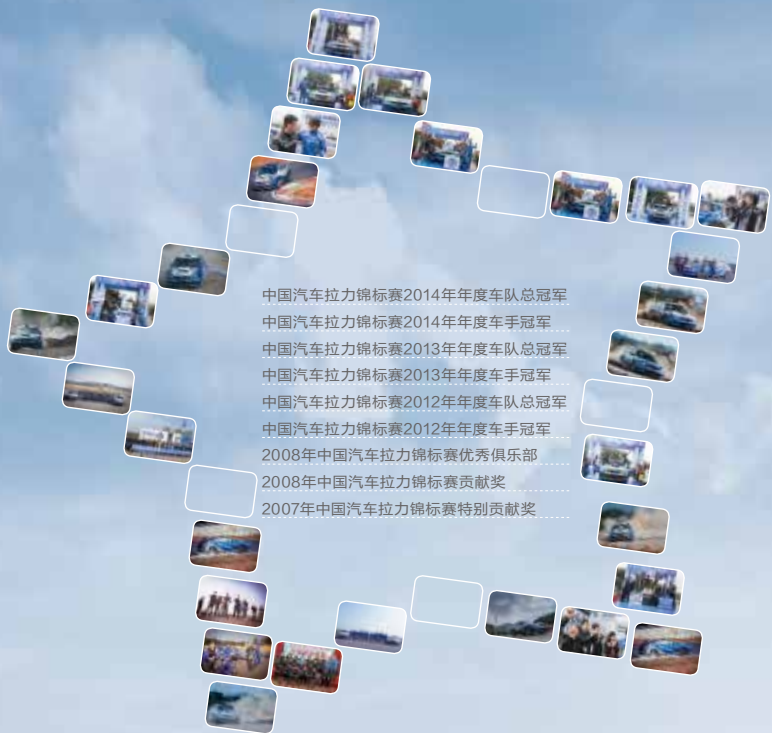 中国汽车拉力锦标赛2014年年度车队总冠军
中国汽车拉力锦标赛2014年年度车手冠军
中国汽车拉力锦标赛2013年年度车队总冠军
中国汽车拉力锦标赛2013年年度车手冠军
中国汽车拉力锦标赛2012年年度车队总冠军
中国汽车拉力锦标赛2012年年度车手冠军
2008年中国汽车拉力锦标赛优秀俱乐部
2008年中国汽车拉力锦标赛贡献奖
2007年中国汽车拉力锦标赛特别贡献奖